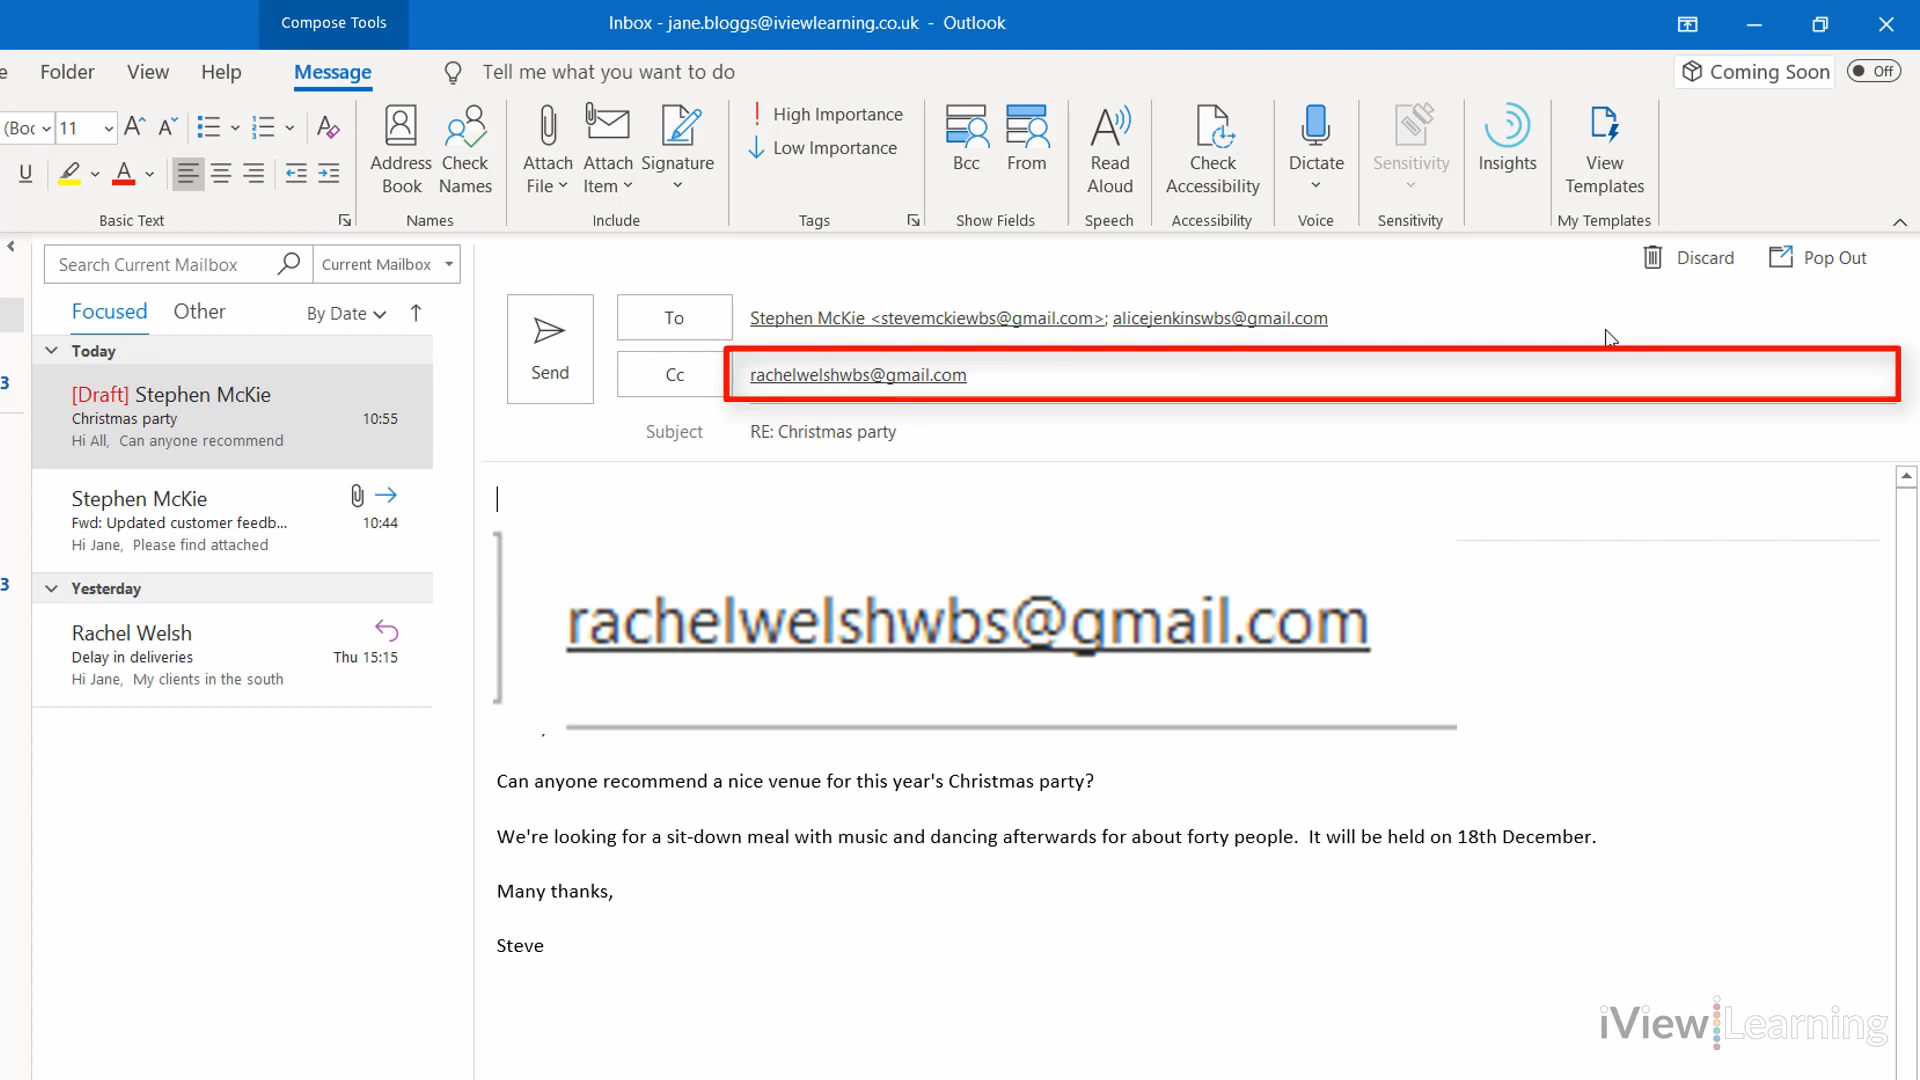 Compose Tools
Inbox - jane.bloggs@iviewlearning.co.uk - Outlook
e Folder View Help Message Tell me what you want to do
Coming Soon Off
(Boc 11
Address Book
Check Names
Attach File
Attach Item
Signature
High Importance
Low Importance
Bcc
From
Read Aloud
Check Accessibility
Dictate
Sensitivity
Insights
View Templates
Basic Text
Names
Include
Tags
Show Fields
Speech
Accessibility
Voice
Sensitivity
My Templates
Search Current Mailbox
Current Mailbox
Discard
Pop Out
Focused Other By Date
Today
[Draft] Stephen McKie
Christmas party 10:55
Hi All, Can anyone recommend
Stephen McKie
Fwd: Updated customer feedb... 10:44
Hi Jane, Please find attached
Yesterday
Rachel Welsh
Delay in deliveries Thu 15:15
Hi Jane, My clients in the south
3
3
Send
To Stephen McKie <stevemckiewbs@gmail.com>; alicejenkinswbs@gmail.com
Cc rachelwelshwbs@gmail.com
Subject RE: Christmas party
rachelwelshwbs@gmail.com
,
Can anyone recommend a nice venue for this year's Christmas party?
We're looking for a sit-down meal with music and dancing afterwards for about forty people. It will be held on 18th December.
Many thanks,
Steve
iView Learning